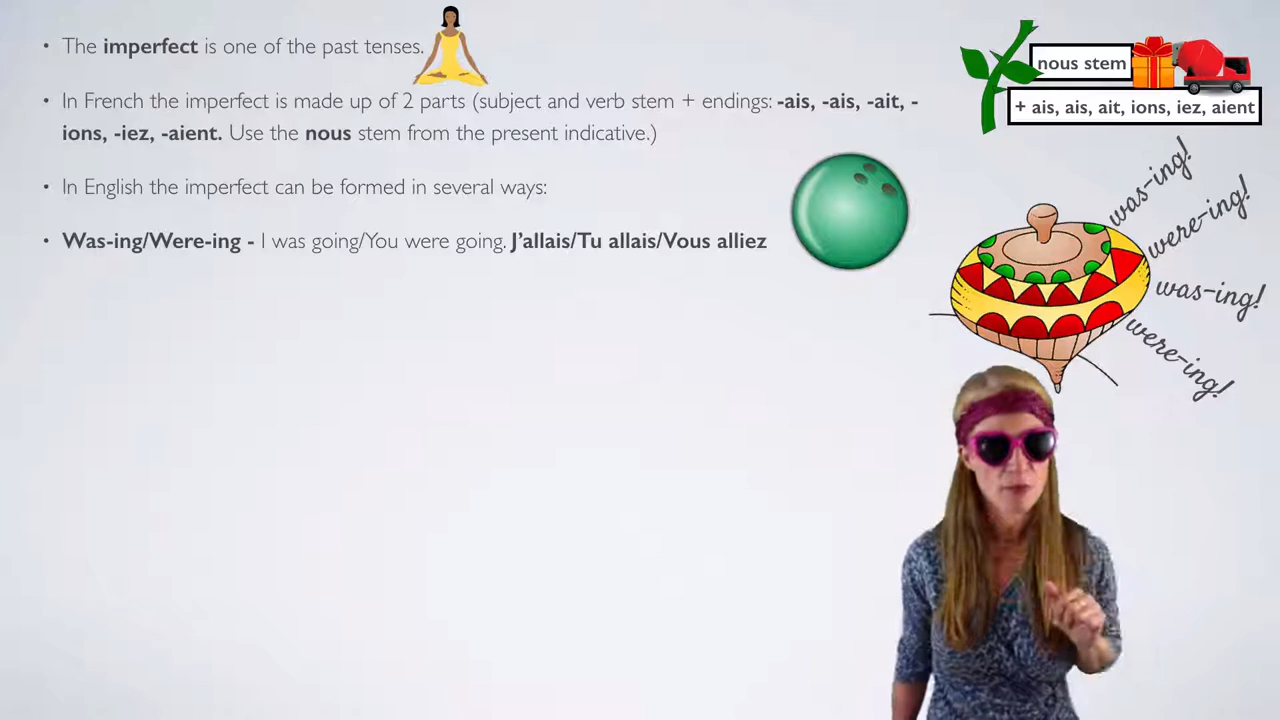 • The imperfect is one of the past tenses.
• In French the imperfect is made up of 2 parts (subject and verb stem + endings: -ais, -ais, -ait, -
ions, -iez, -aient. Use the nous stem from the present indicative.)
• In English the imperfect can be formed in several ways:
• Was-ing/Were-ing - I was going/You were going. J'allais/Tu allais/Vous alliez
nous stem
+ ais, ais, ait, ions, iez, aient
was-ing!
were-ing!
was-ing!
were-ing!